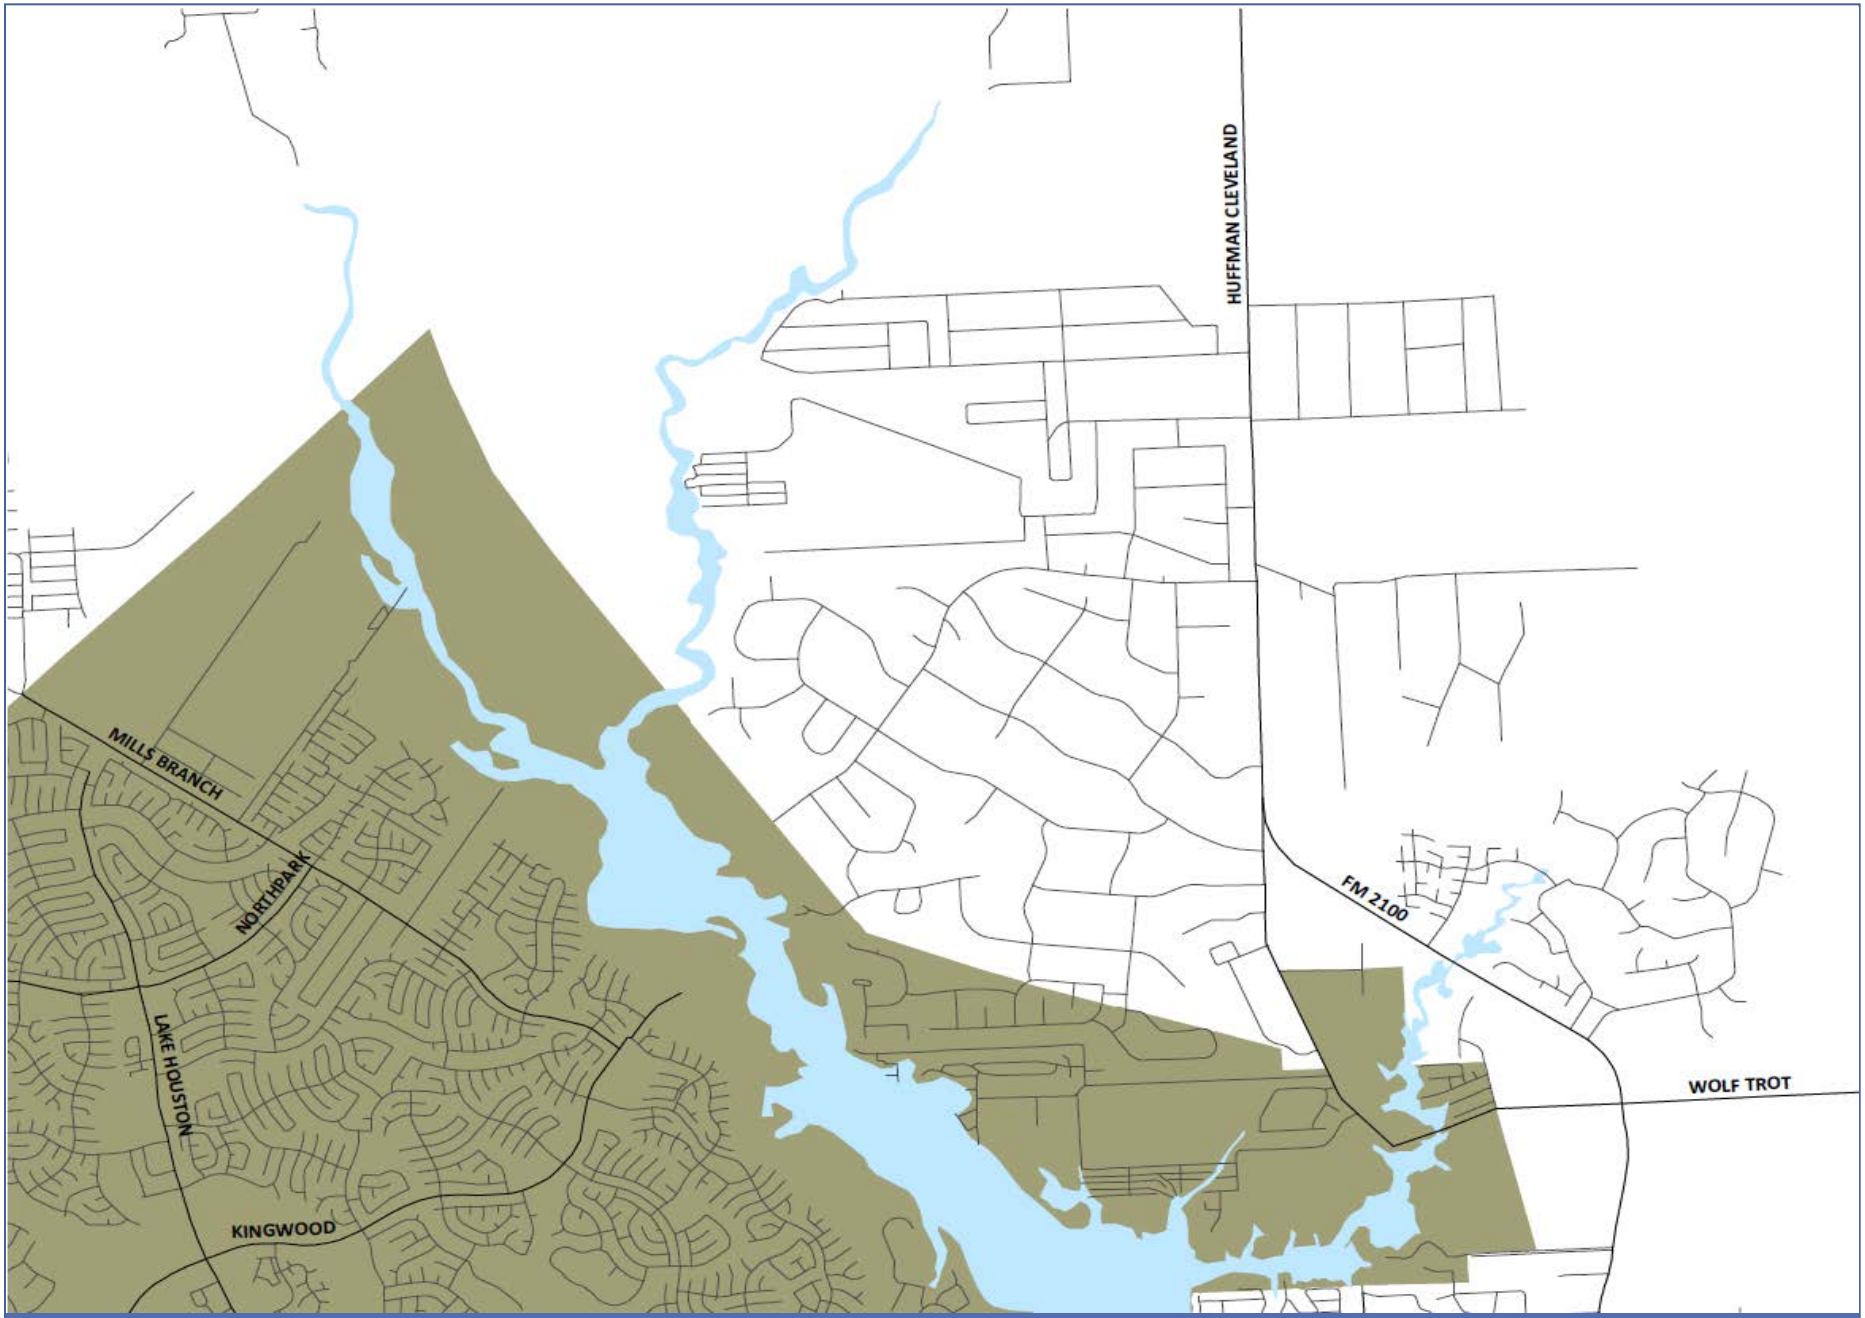 HUFFMAN CLEVELAND
MILLS BRANCH
NORTHPARK
FM 2100
LAKE HOUSTON
WOLF TROT
KINGWOOD